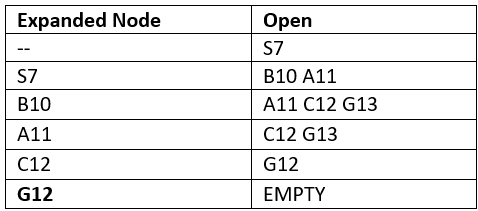 Expanded Node Open
-- S7
S7 B10 A11
B10 A11 C12 G13
A11 C12 G13
C12 G12
G12 EMPTY